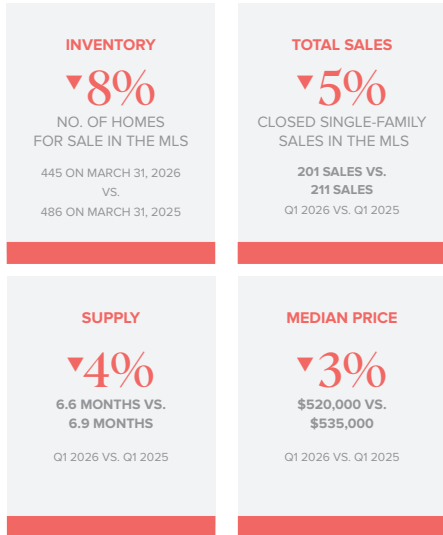 INVENTORY
▼8%
NO. OF HOMES
FOR SALE IN THE MLS
445 ON MARCH 31, 2026
VS.
486 ON MARCH 31, 2025
TOTAL SALES
▼5%
CLOSED SINGLE-FAMILY
SALES IN THE MLS
201 SALES VS.
211 SALES
Q1 2026 VS. Q1 2025
SUPPLY
▼4%
6.6 MONTHS VS.
6.9 MONTHS
Q1 2026 VS. Q1 2025
MEDIAN PRICE
▼3%
$520,000 VS.
$535,000
Q1 2026 VS. Q1 2025